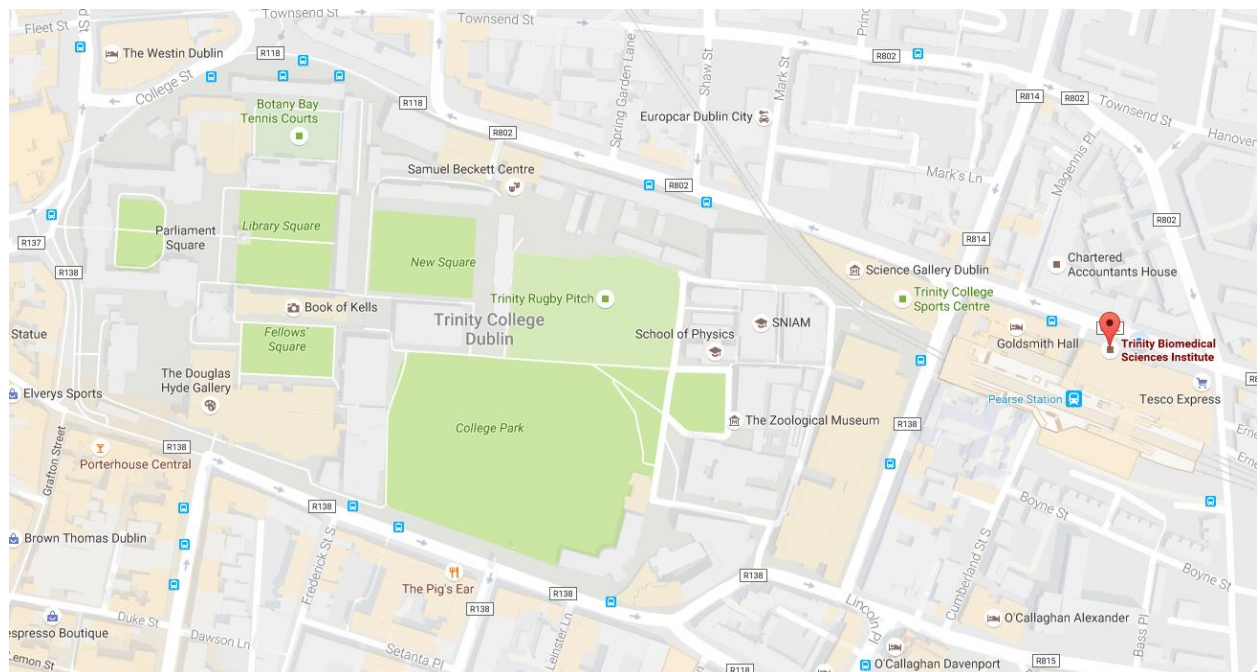 Townsend St
Townsend St
Fleet St
The Westin Dublin
R118
College St
R802
Princ
Botany Bay
Tennis Courts
R118
Spring Garden Lane
Shaw St
Mark St
Europcar Dublin City
R814
R802
Townsend St
Hanover
R802
Samuel Beckett Centre
Magennis Pl
Mark's Ln
R802
R802
Library Square
Parliament
Square
R137
R138
New Square
R814
Chartered
Accountants House
Science Gallery Dublin
Trinity College
Sports Centre
Trinity Rugby Pitch
Book of Kells
Trinity College
Dublin
SNIAM
School of Physics
Goldsmith Hall
Trinity Biomedical
Sciences Institute
Statue
Fellows'
Square
The Douglas
Hyde Gallery
Elverys Sports
Pearse Station
Tesco Express
College Park
The Zoological Museum
R138
Grafton Street
R138
Porterhouse Central
R138
Boyne St
Brown Thomas Dublin
Frederick S
The Pig's Ear
R138
R138
R138
Boyne St
Cumberland St S
Lincoln Pl
Duke St
Dawson Ln
Leinster Ln
Setanta Pl
O'Callaghan Alexander
Bass Pl
espresso Boutique
Lemon St
R118
O'Callaghan Davenport
R815